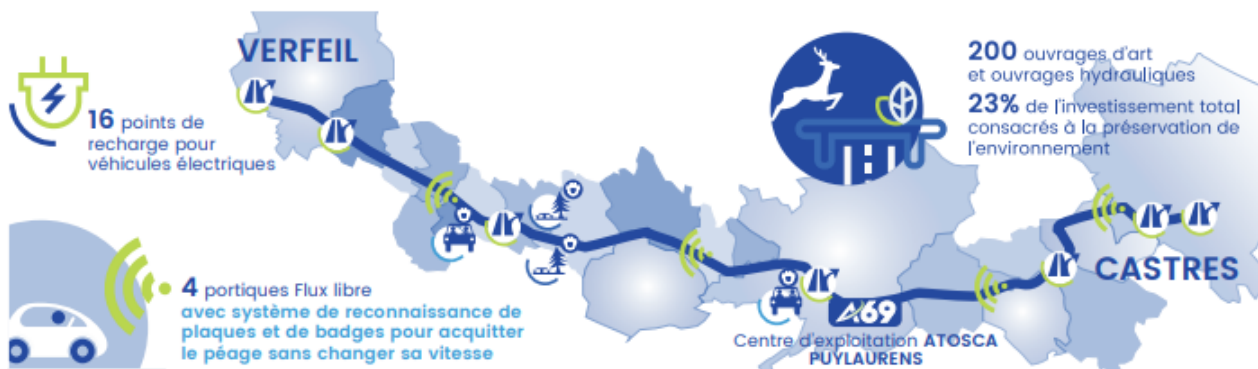 VERFEIL
16 points de
recharge pour
véhicules électriques
200 ouvrages d'art
et ouvrages hydrauliques
23% de l'investissement total
consacrés à la préservation de
l'environnement
4 portiques Flux libre
avec système de reconnaissance de
plaques et de badges pour acquitter
le péage sans changer sa vitesse
CASTRES
A69
Centre d'exploitation ATOSCA
PUYLAURENS